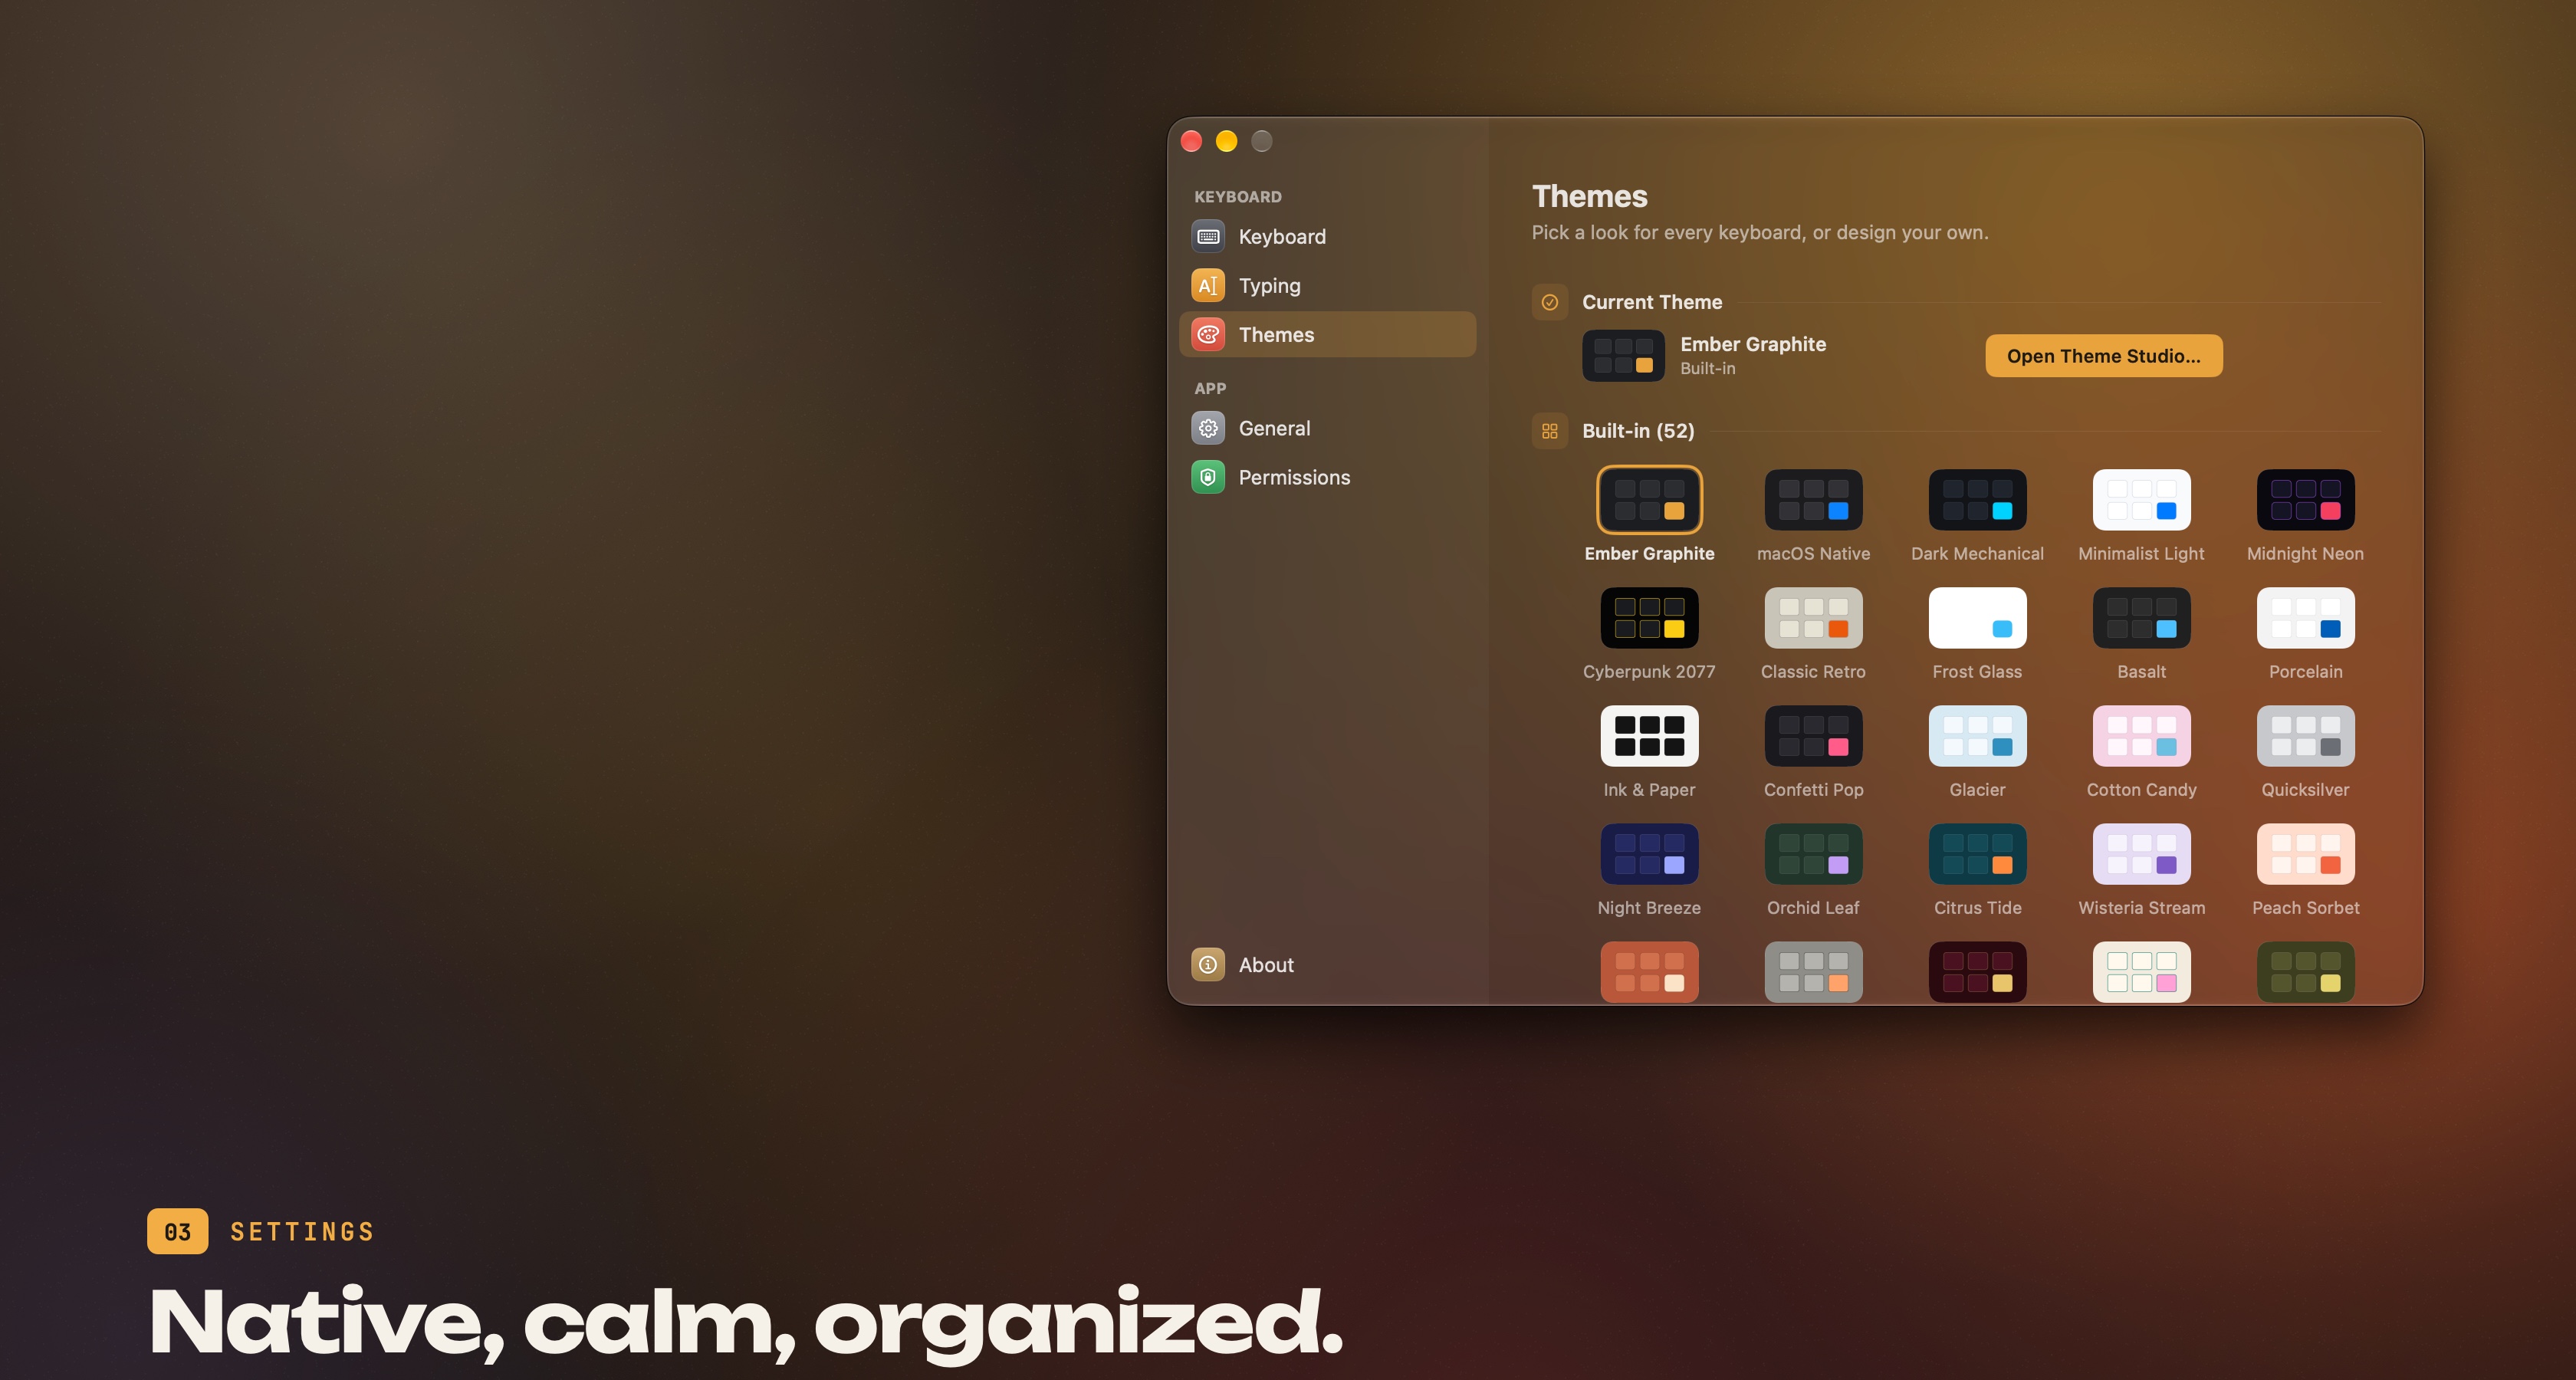 KEYBOARD
Keyboard
Typing
Themes
APP
General
Permissions
About
Themes
Pick a look for every keyboard, or design your own.
Current Theme
Ember Graphite
Built-in
Open Theme Studio...
Built-in (52)
Ember Graphite
macOS Native
Dark Mechanical
Minimalist Light
Midnight Neon
Cyberpunk 2077
Classic Retro
Frost Glass
Basalt
Porcelain
Ink & Paper
Confetti Pop
Glacier
Cotton Candy
Quicksilver
Night Breeze
Orchid Leaf
Citrus Tide
Wisteria Stream
Peach Sorbet
03 SETTINGS
Native, calm, organized.